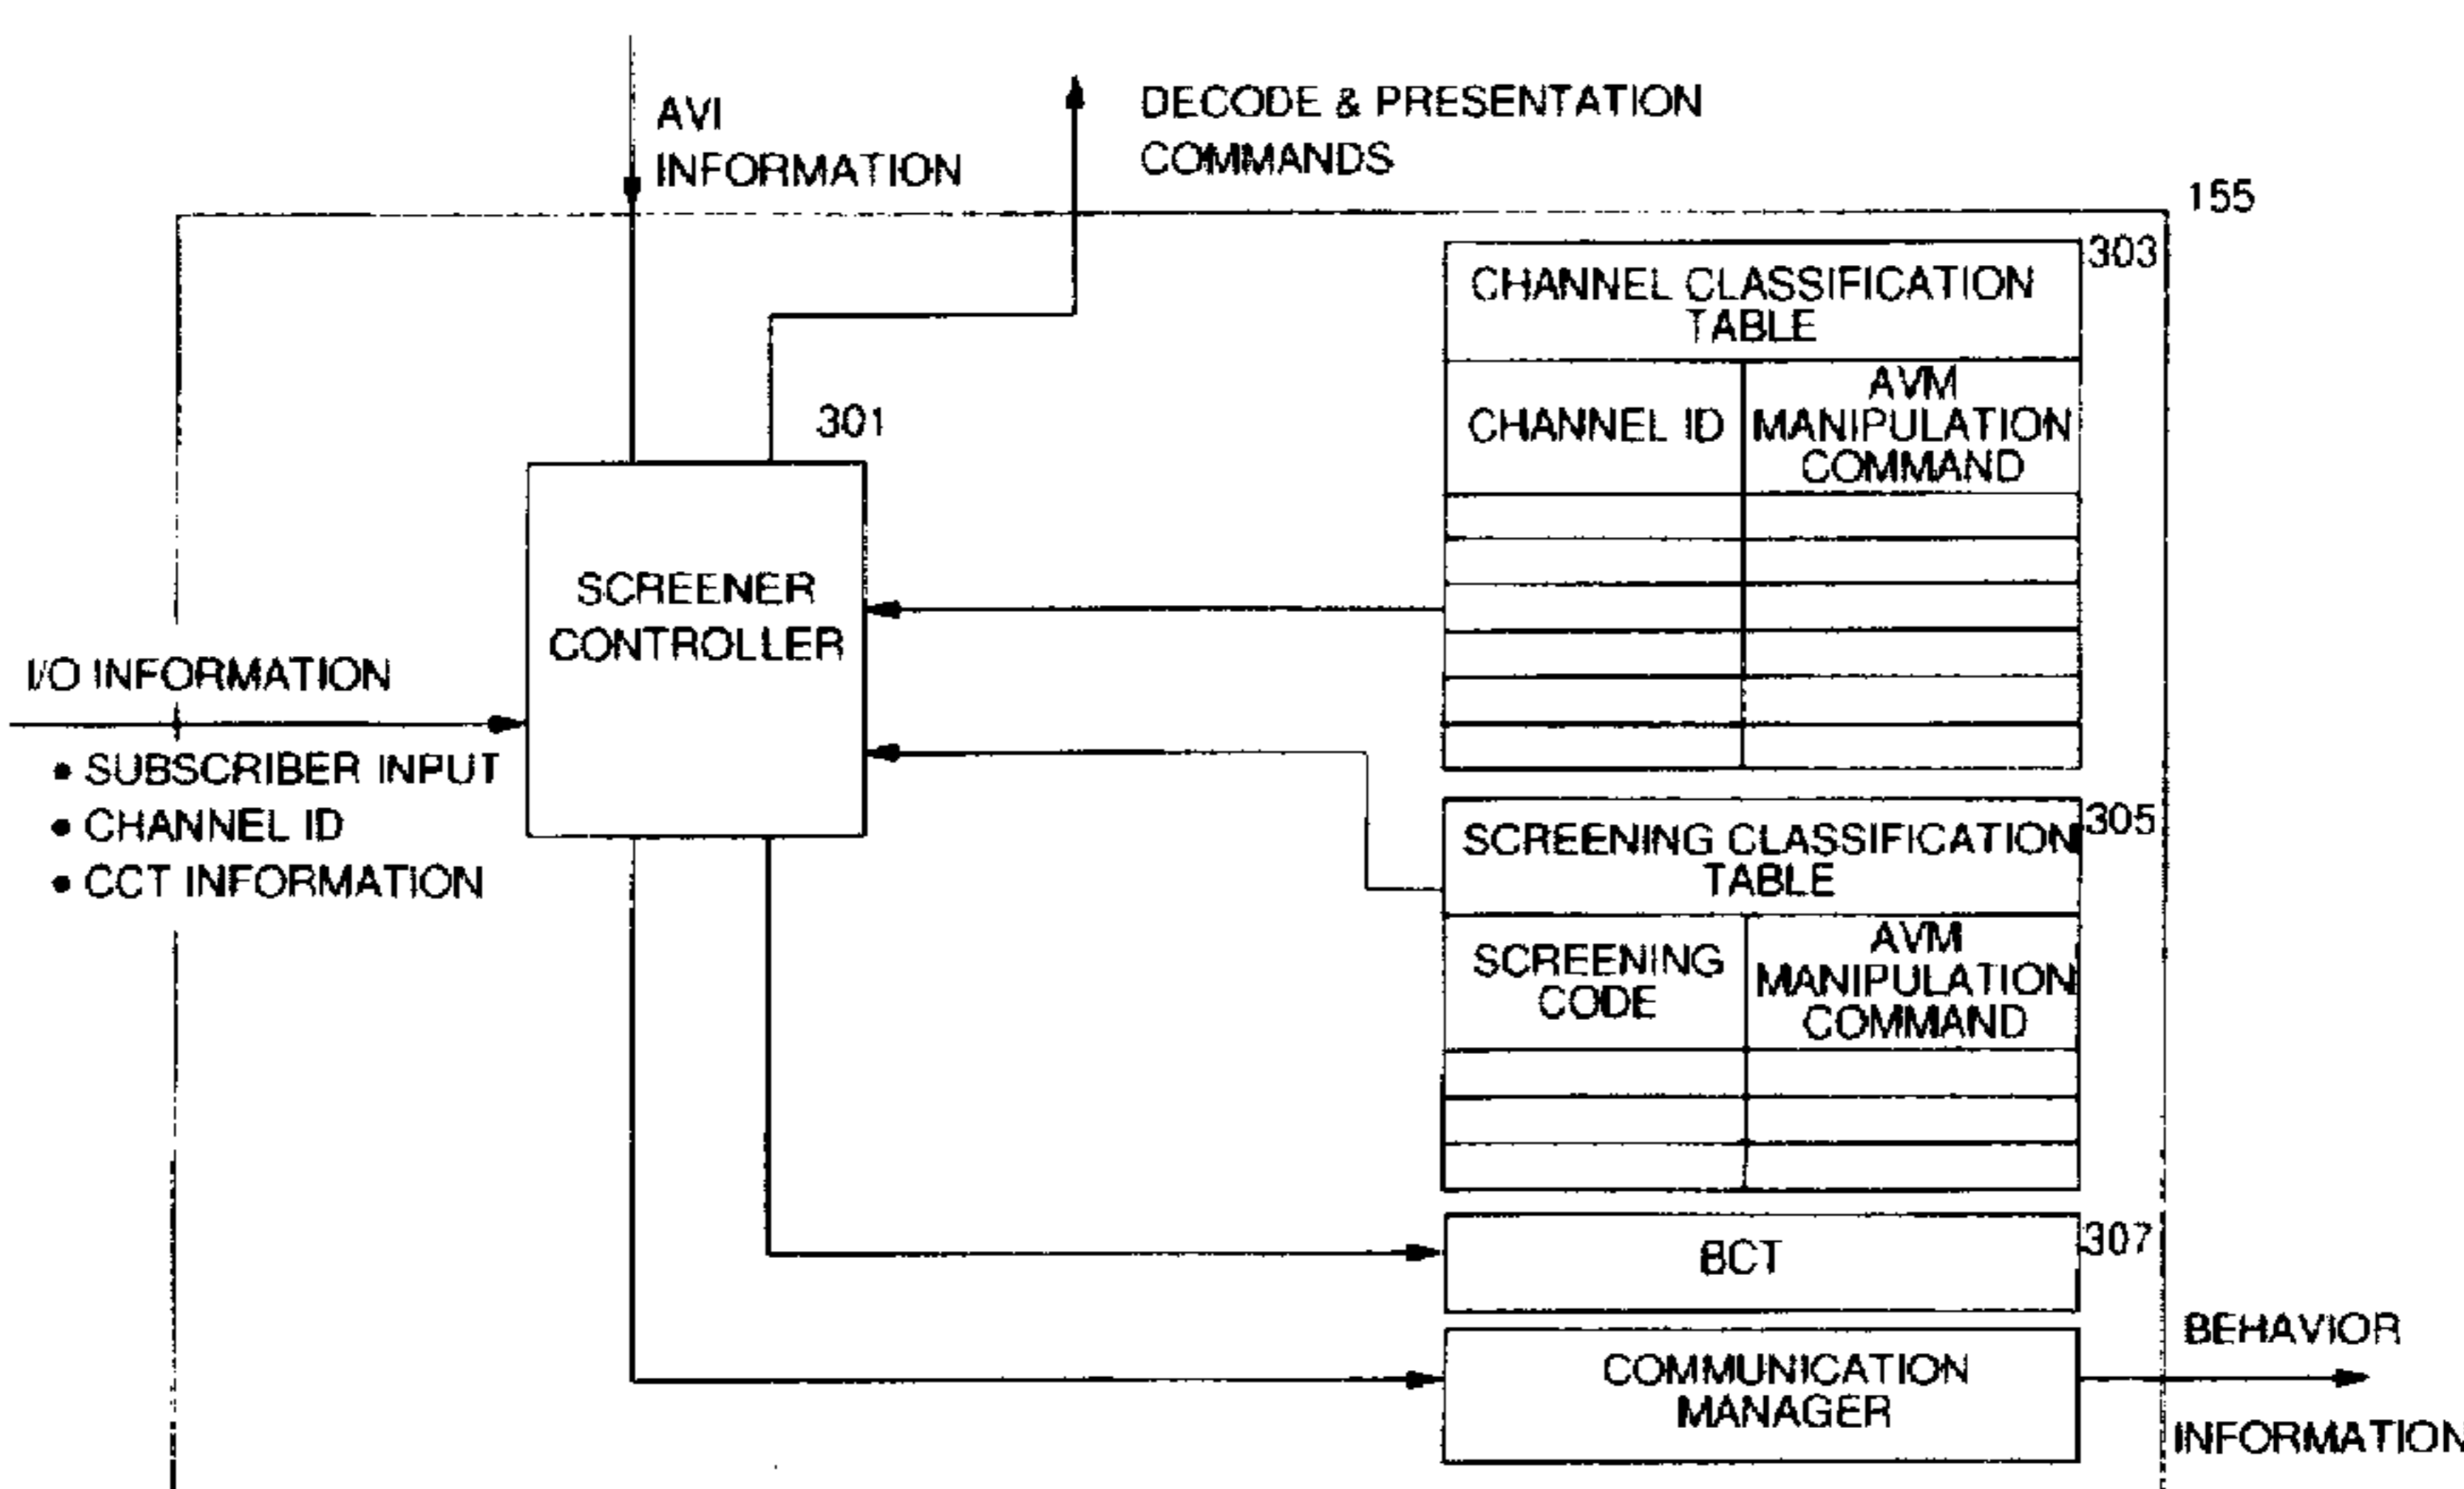 AVI
INFORMATION
DECODE & PRESENTATION
COMMANDS
155
303
CHANNEL CLASSIFICATION
TABLE
CHANNEL ID
AVM
MANIPULATION
COMMAND
301
SCREENER
CONTROLLER
I/O INFORMATION
• SUBSCRIBER INPUT
• CHANNEL ID
• CCT INFORMATION
305
SCREENING CLASSIFICATION
TABLE
SCREENING
CODE
AVM
MANIPULATION
COMMAND
307
BCT
COMMUNICATION
MANAGER
BEHAVIOR
INFORMATION